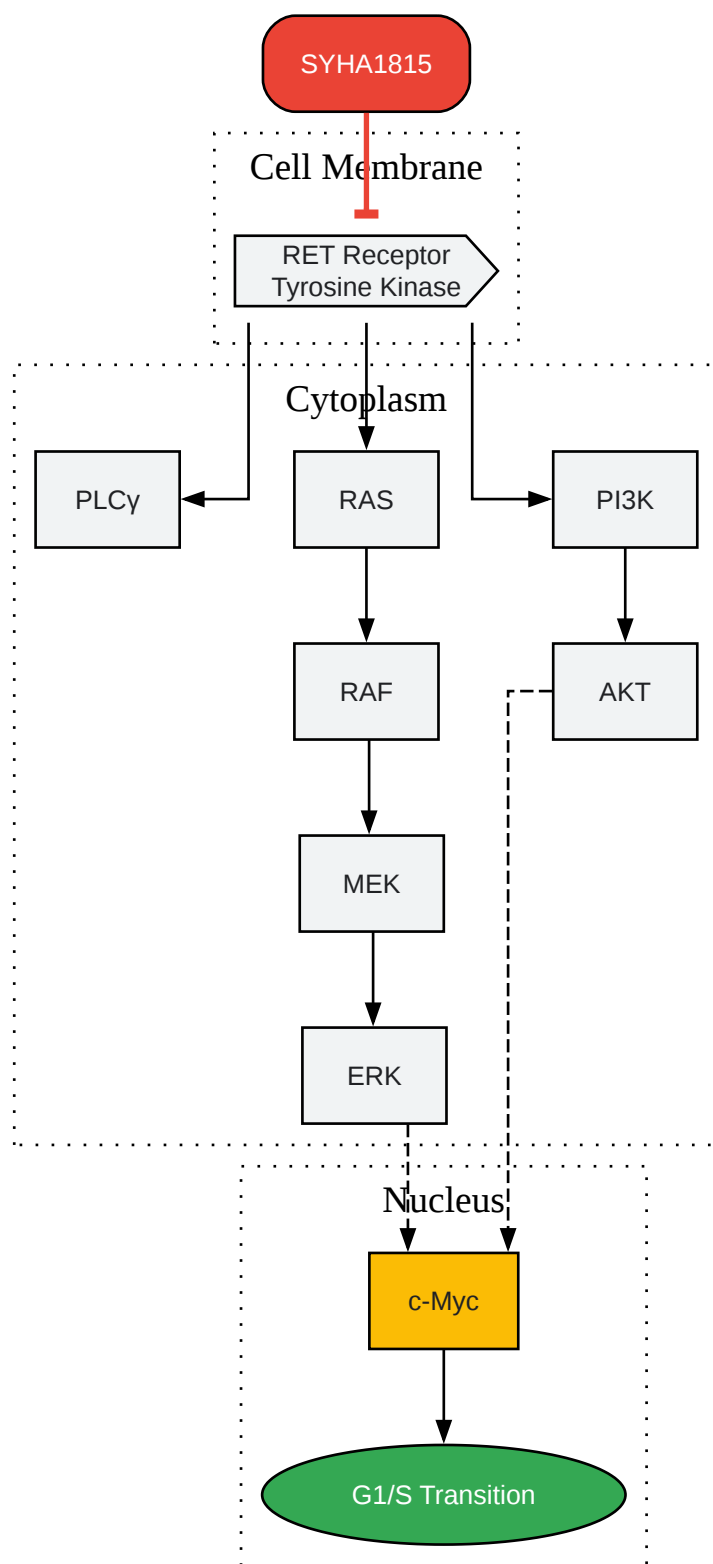 SYHA1815
Cell Membrane
RET Receptor
Tyrosine Kinase
Cytoplasm
PLCγ
RAS
PI3K
RAF
AKT
MEK
ERK
Nucleus
c-Myc
G1/S Transition